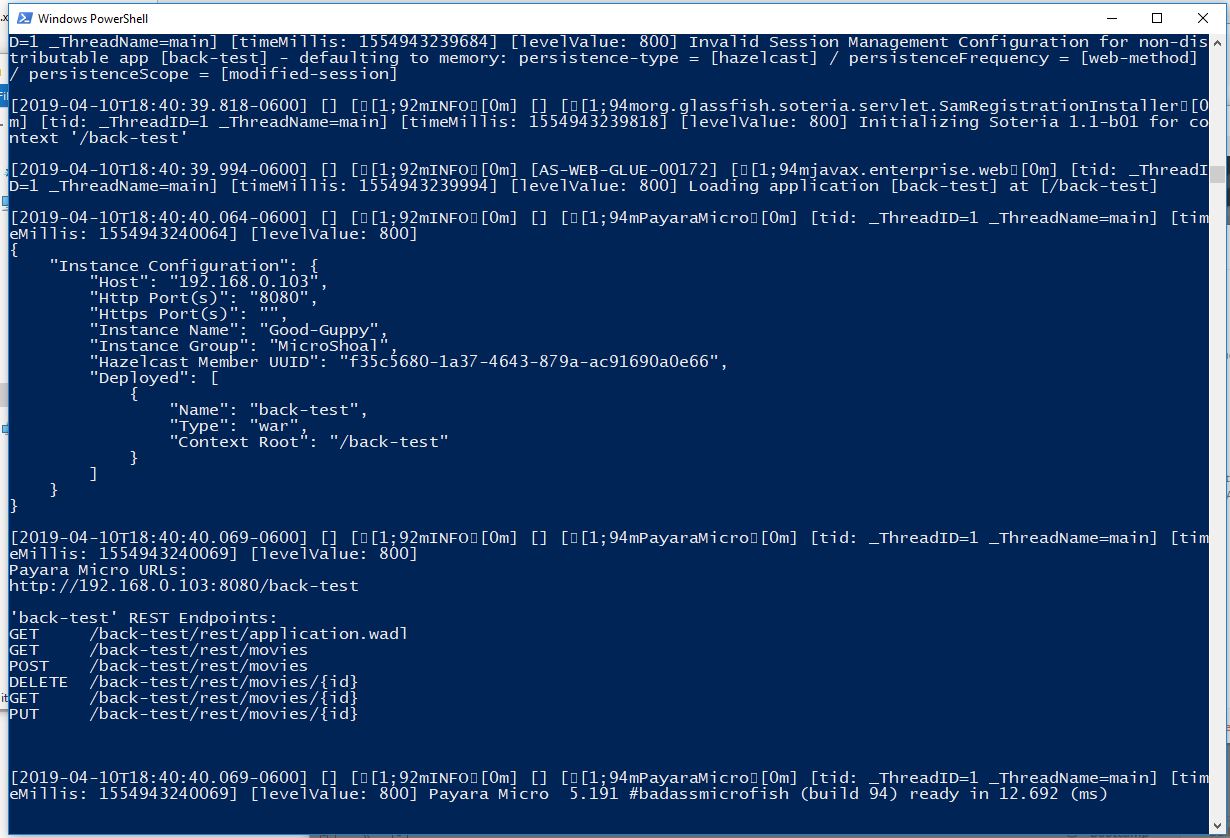 Windows PowerShell
D=1 _ThreadName=main] [timeMillis: 1554943239684] [levelValue: 800] Invalid Session Management Configuration for non-dis
tributable app [back-test] - defaulting to memory: persistence-type = [hazelcast] / persistenceFrequency = [web-method]
/ persistenceScope = [modified-session]
[2019-04-10T18:40:39.818-0600] [] [▯[1;92mINFO▯[0m] [] [▯[1;94morg.glassfish.soteria.servlet.SamRegistrationInstaller▯[0
m] [tid: _ThreadID=1 _ThreadName=main] [timeMillis: 1554943239818] [levelValue: 800] Initializing Soteria 1.1-b01 for co
ntext '/back-test'
[2019-04-10T18:40:39.994-0600] [] [▯[1;92mINFO▯[0m] [AS-WEB-GLUE-00172] [▯[1;94mjavax.enterprise.web▯[0m] [tid: _ThreadI
D=1 _ThreadName=main] [timeMillis: 1554943239994] [levelValue: 800] Loading application [back-test] at [/back-test]
[2019-04-10T18:40:40.064-0600] [] [▯[1;92mINFO▯[0m] [] [▯[1;94mPayaraMicro▯[0m] [tid: _ThreadID=1 _ThreadName=main] [tim
eMillis: 1554943240064] [levelValue: 800]
{
    "Instance Configuration": {
        "Host": "192.168.0.103",
        "Http Port(s)": "8080",
        "Https Port(s)": "",
        "Instance Name": "Good-Guppy",
        "Instance Group": "MicroShoal",
        "Hazelcast Member UUID": "f35c5680-1a37-4643-879a-ac91690a0e66",
        "Deployed": [
            {
                "Name": "back-test",
                "Type": "war",
                "Context Root": "/back-test"
            }
        ]
    }
}
[2019-04-10T18:40:40.069-0600] [] [▯[1;92mINFO▯[0m] [] [▯[1;94mPayaraMicro▯[0m] [tid: _ThreadID=1 _ThreadName=main] [tim
eMillis: 1554943240069] [levelValue: 800]
Payara Micro URLs:
http://192.168.0.103:8080/back-test
'back-test' REST Endpoints:
GET     /back-test/rest/application.wadl
GET     /back-test/rest/movies
POST    /back-test/rest/movies
DELETE  /back-test/rest/movies/{id}
GET     /back-test/rest/movies/{id}
PUT     /back-test/rest/movies/{id}
[2019-04-10T18:40:40.069-0600] [] [▯[1;92mINFO▯[0m] [] [▯[1;94mPayaraMicro▯[0m] [tid: _ThreadID=1 _ThreadName=main] [tim
eMillis: 1554943240069] [levelValue: 800] Payara Micro  5.191 #badassmicrofish (build 94) ready in 12.692 (ms)